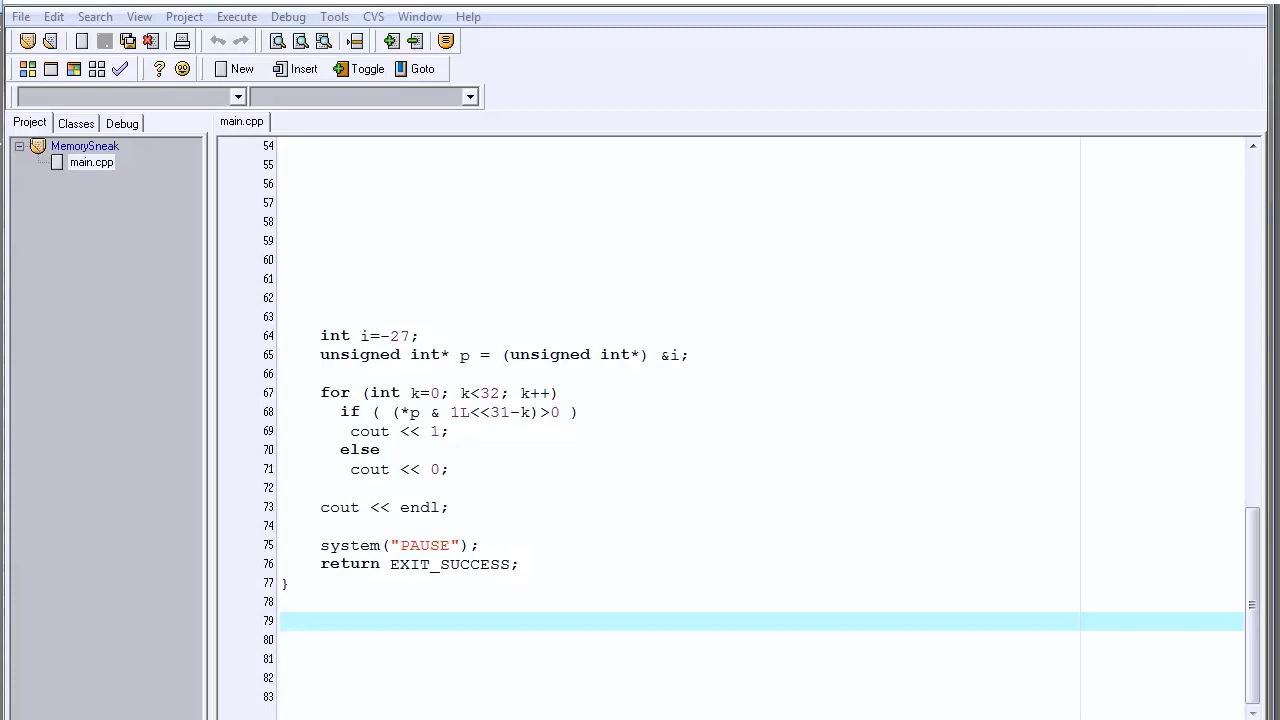 File Edit Search View Project Execute Debug Tools CVS Window Help
New Insert Toggle Goto
Project Classes Debug
main.cpp
MemorySneak
main.cpp
54
55
56
57
58
59
60
61
62
63
64 int i=-27;
65 unsigned int* p = (unsigned int*) &i;
66
67 for (int k=0; k<32; k++)
68 if ( (*p & 1L<<31-k)>0 )
69 cout << 1;
70 else
71 cout << 0;
72
73 cout << endl;
74
75 system("PAUSE");
76 return EXIT_SUCCESS;
77 }
78
79
80
81
82
83